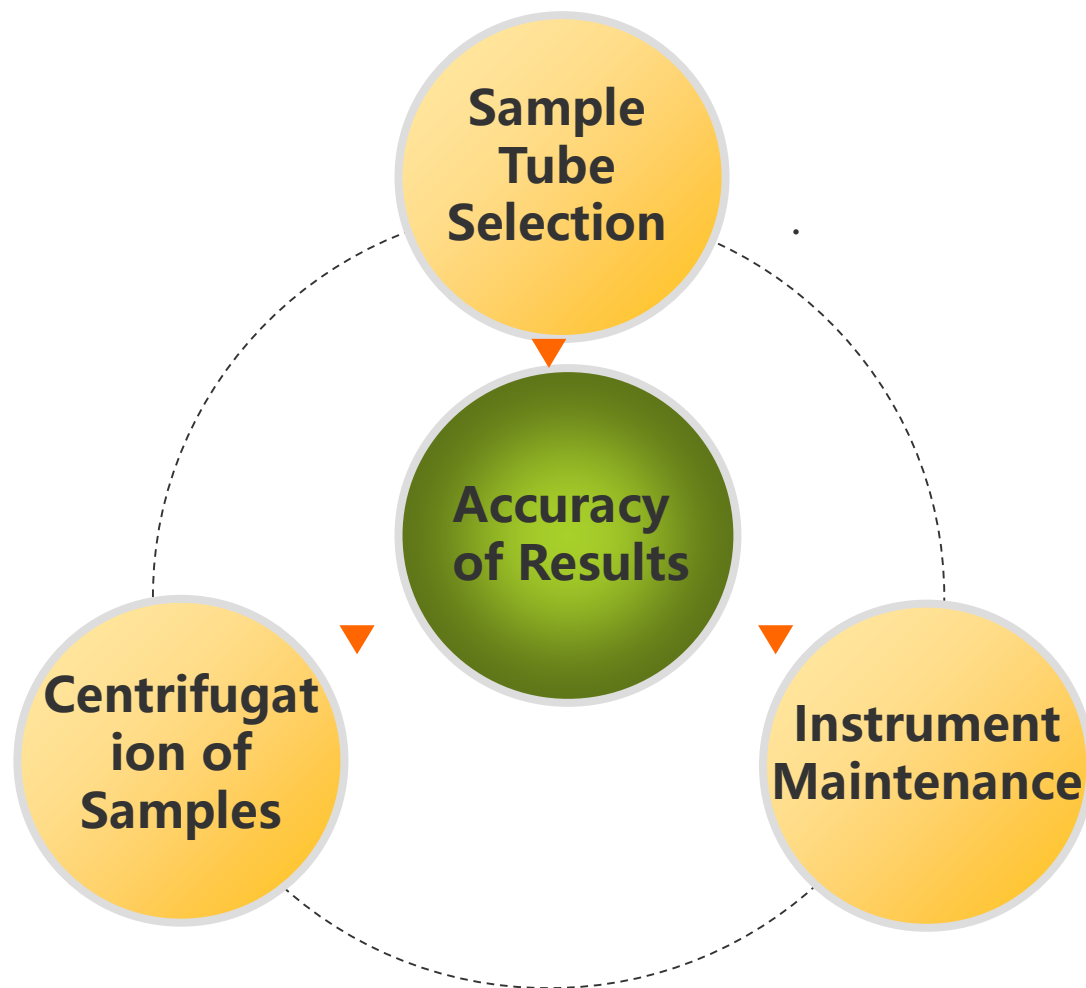 Sample
Tube
Selection
.
Accuracy
of Results
Centrifugat
ion of
Samples
Instrument
Maintenance